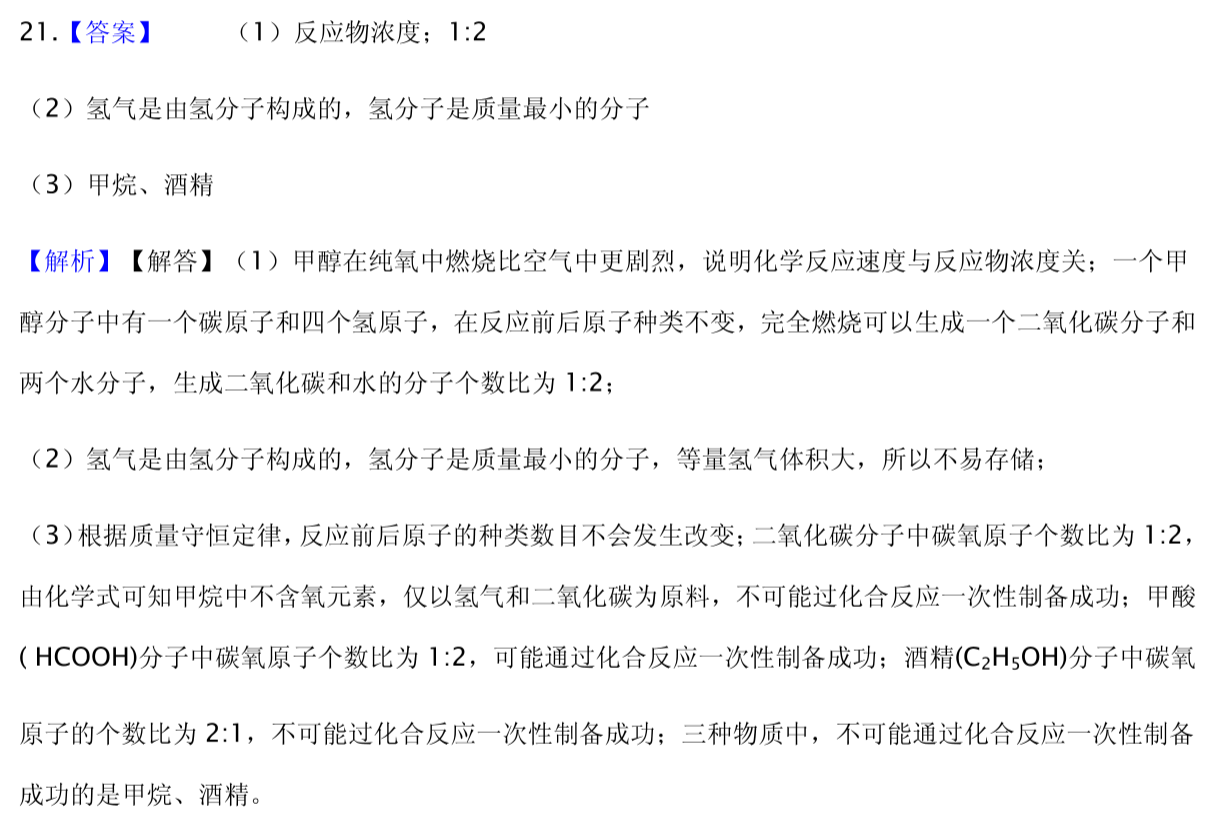 21.【答案】 （1）反应物浓度；1:2
（2）氢气是由氢分子构成的，氢分子是质量最小的分子
（3）甲烷、酒精
【解析】【解答】（1）甲醇在纯氧中燃烧比空气中更剧烈，说明化学反应速度与反应物浓度关；一个甲
醇分子中有一个碳原子和四个氢原子，在反应前后原子种类不变，完全燃烧可以生成一个二氧化碳分子和
两个水分子，生成二氧化碳和水的分子个数比为 1:2；
（2）氢气是由氢分子构成的，氢分子是质量最小的分子，等量氢气体积大，所以不易存储；
（3）根据质量守恒定律，反应前后原子的种类数目不会发生改变；二氧化碳分子中碳氧原子个数比为 1:2，
由化学式可知甲烷中不含氧元素，仅以氢气和二氧化碳为原料，不可能过化合反应一次性制备成功；甲酸
( HCOOH)分子中碳氧原子个数比为 1:2，可能通过化合反应一次性制备成功；酒精(C₂H₅OH)分子中碳氧
原子的个数比为 2:1，不可能过化合反应一次性制备成功；三种物质中，不可能通过化合反应一次性制备
成功的是甲烷、酒精。